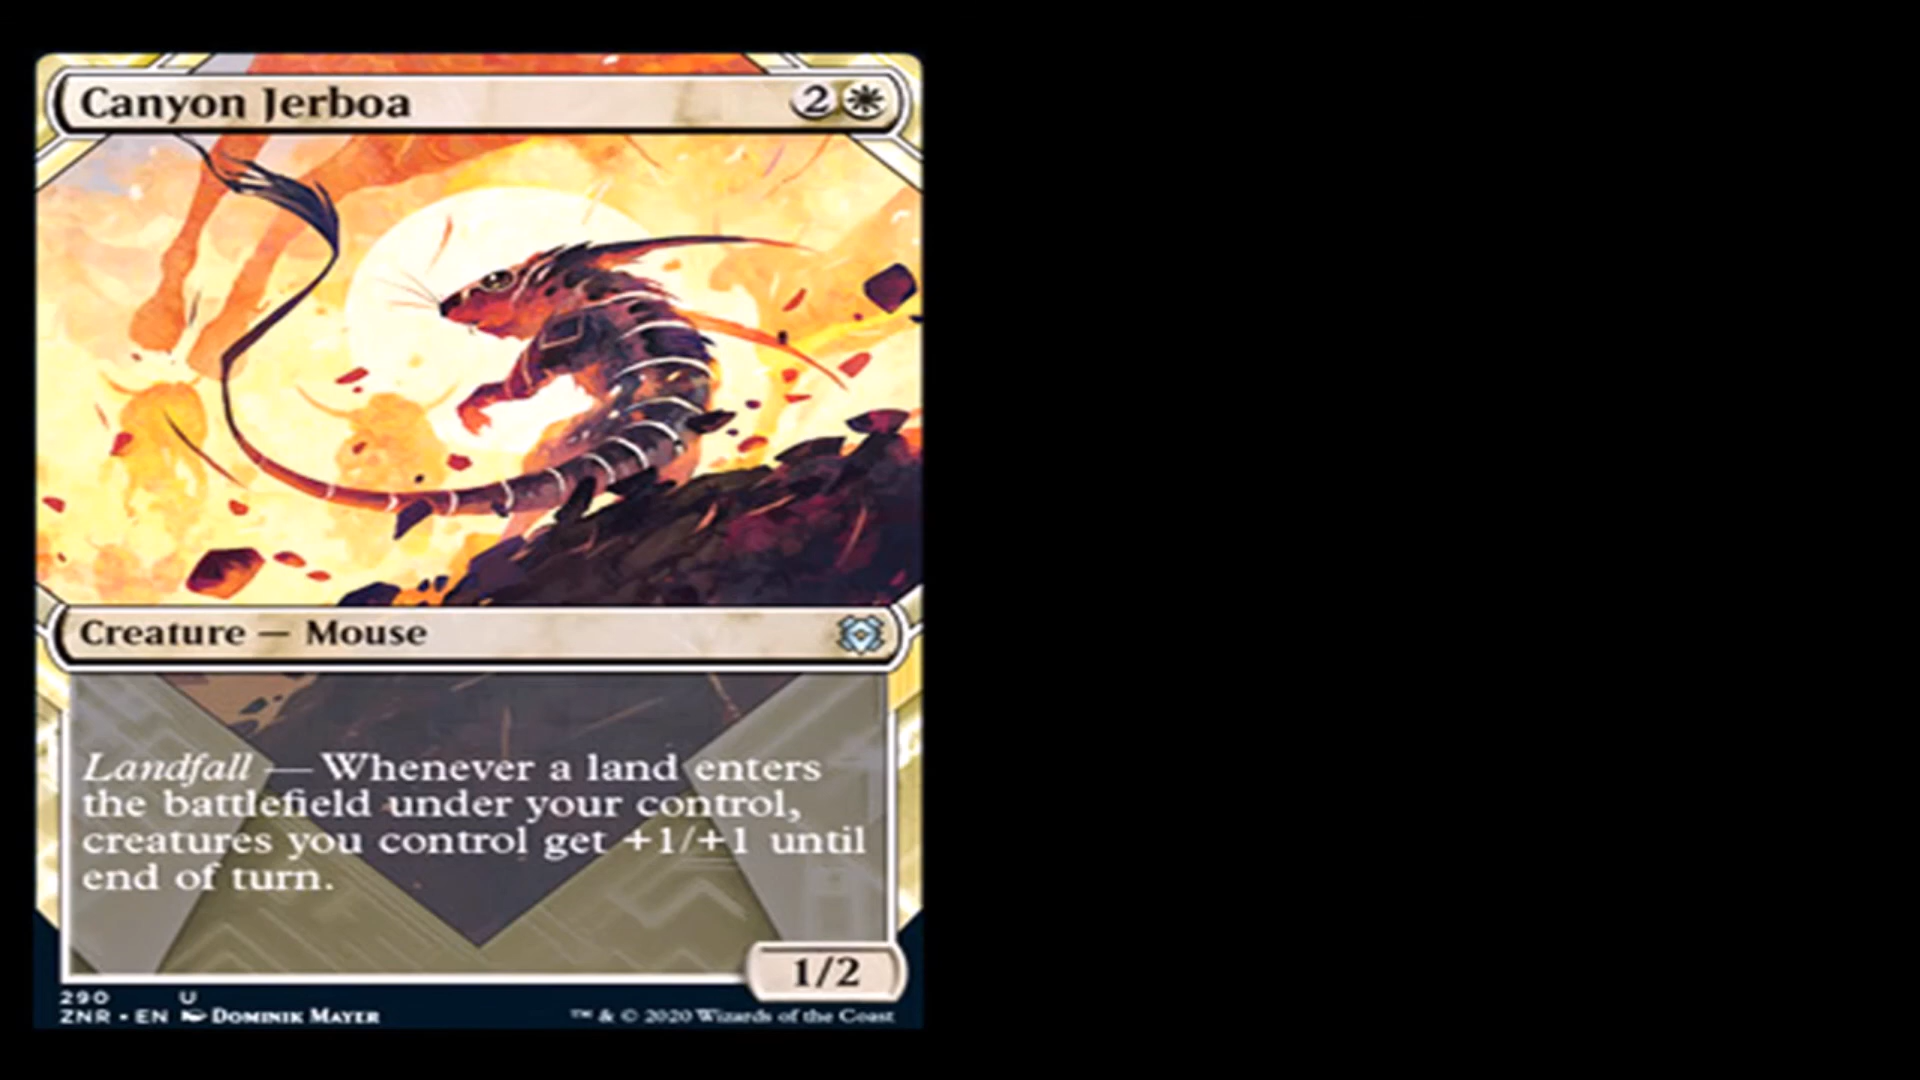 Canyon Jerboa 2
Creature — Mouse
Landfall — Whenever a land enters
the battlefield under your control,
creatures you control get +1/+1 until
end of turn.
1/2
290 U
ZNR • EN DOMINIK MAYER ™ & © 2020 Wizards of the Coast